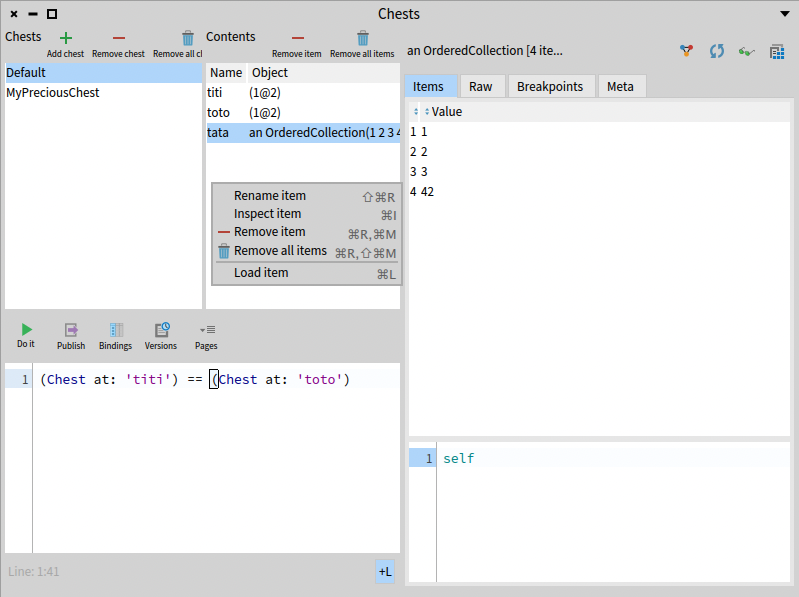 Chests
Chests
Add chest
Remove chest
Remove all cl
Contents
Remove item
Remove all items
Default
MyPreciousChest
Name Object
titi (1@2)
toto (1@2)
tata an OrderedCollection(1 2 3 4
Rename item ⇧⌘R
Inspect item ⌘I
Remove item ⌘R,⌘M
Remove all items ⌘R,⇧⌘M
Load item ⌘L
Do it
Publish
Bindings
Versions
Pages
1 (Chest at: 'titi') == (Chest at: 'toto')
Line: 1:41
+L
an OrderedCollection [4 ite...
Items
Raw
Breakpoints
Meta
Value
1 1
2 2
3 3
4 42
1 self